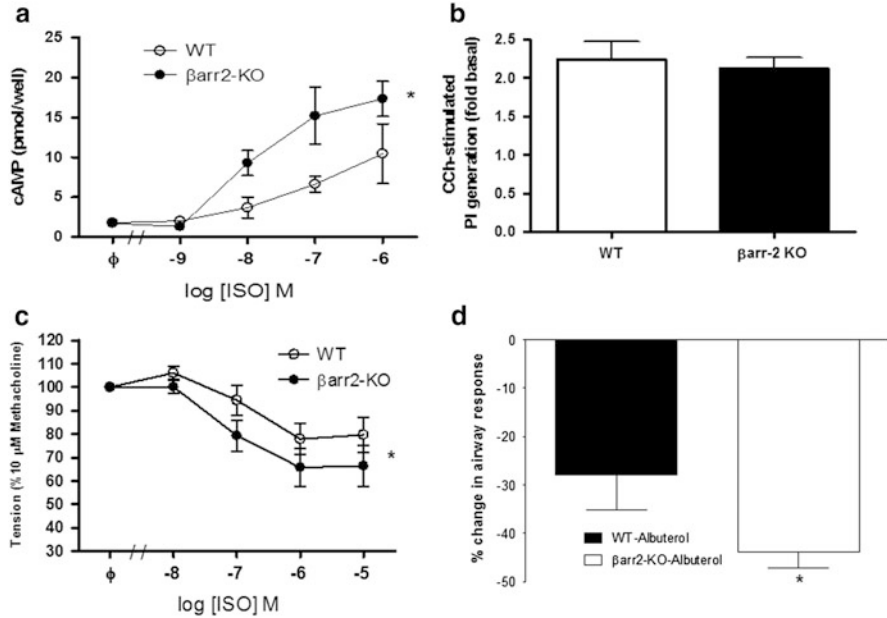 a
WT
βarr2-KO
25
20
15
10
5
0
cAMP (pmol/well)
*
ϕ // -9 -8 -7 -6
log [ISO] M
b
2.5
2.0
1.5
1.0
0.5
0.0
CCh-stimulated
PI generation (fold basal)
WT βarr-2 KO
c
WT
βarr2-KO
120
110
100
90
80
70
60
50
40
30
Tension (%10 µM Methacholine)
*
ϕ // -8 -7 -6 -5
log [ISO] M
d
0
-10
-20
-30
-40
-50
% change in airway response
WT-Albuterol
βarr2-KO-Albuterol
*